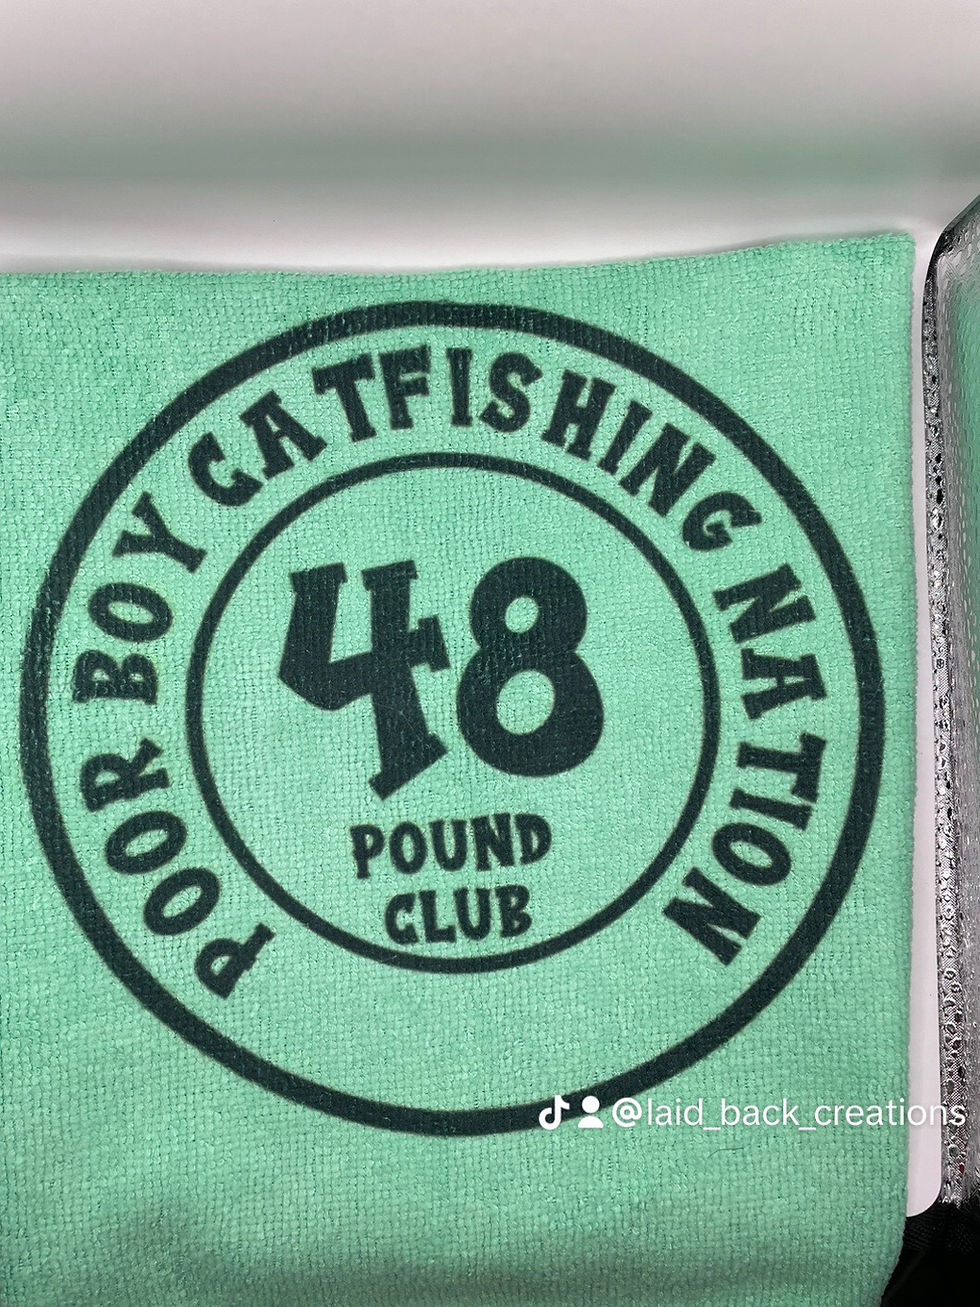 POOR BOY CATFISHING NATION
48
POUND
CLUB
@laid_back_creations